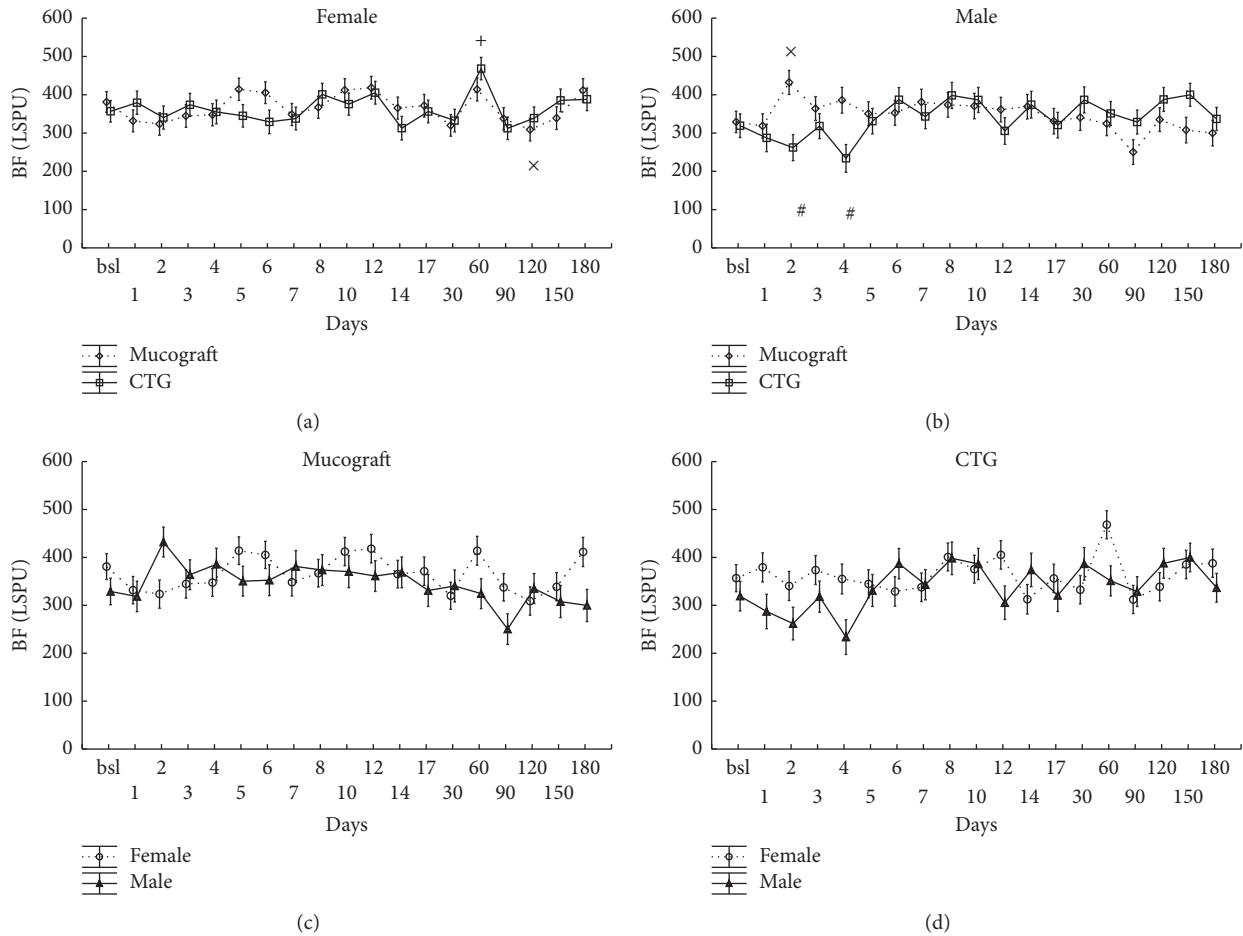 Female
600
500
400
300
200
100
0
BF (LSPU)
+
×
bsl 2 4 6 8 12 17 60 120 180
1 3 5 7 10 14 30 90 150
Days
Mucograft
CTG
(a)
Male
600
500
400
300
200
100
0
BF (LSPU)
×
# #
bsl 2 4 6 8 12 17 60 120 180
1 3 5 7 10 14 30 90 150
Days
Mucograft
CTG
(b)
Mucograft
600
500
400
300
200
100
0
BF (LSPU)
bsl 2 4 6 8 12 17 60 120 180
1 3 5 7 10 14 30 90 150
Days
Female
Male
(c)
CTG
600
500
400
300
200
100
0
BF (LSPU)
bsl 2 4 6 8 12 17 60 120 180
1 3 5 7 10 14 30 90 150
Days
Female
Male
(d)